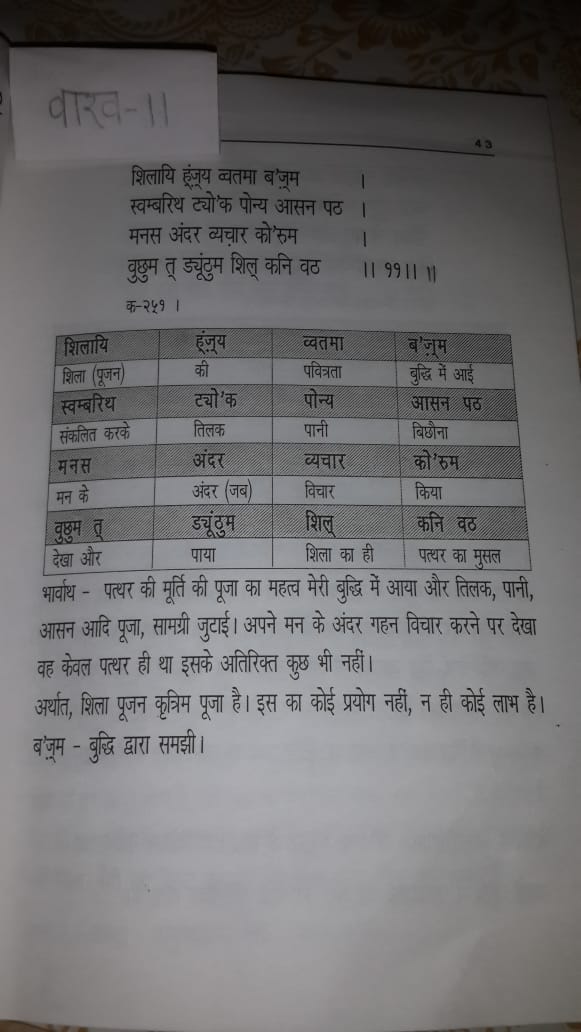 वाख-11
43
शिलायि ह़ंज़्य व्वतमा ब'ज़्म ।
स्वम्बरिथ ट्यो'क पोन्य आसन पठ ।
मनस अंदर व्यच़ार को'रुम ।
वुछुम त् ड्यूंठुम शिल् कनि वठ ।। ११।। ।।
क-२५१ ।
शिलायि हंज़्य व्वतमा ब'ज़्म
शिला (पूजन) की पवित्रता बुद्धि में आई
स्वम्बरिथ ट्यो'क पोन्य आसन पठ
संकलित करके तिलक पानी बिछौना
मनस अंदर व्यचार को'रुम
मन के अंदर (जब) विचार किया
वुछुम त् ड्यूंठुम शिल् कनि वठ
देखा और पाया शिला का ही पत्थर का मुसल
भार्वाथ - पत्थर की मूर्ति की पूजा का महत्व मेरी बुद्धि में आया और तिलक, पानी,
आसन आदि पूजा, सामग्री जुटाई। अपने मन के अंदर गहन विचार करने पर देखा
वह केवल पत्थर ही था इसके अतिरिक्त कुछ भी नहीं।
अर्थात, शिला पूजन कृत्रिम पूजा है। इस का कोई प्रयोग नहीं, न ही कोई लाभ है।
ब'ज़्म - बुद्धि द्वारा समझी।